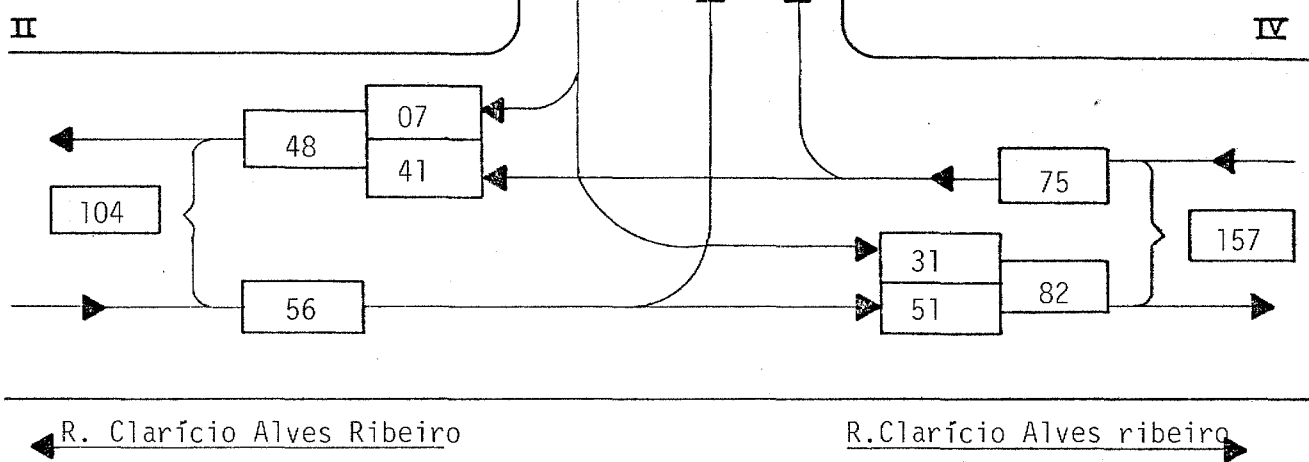 II
IV
07
48
41
75
104
157
31
82
56
51
R. Clarício Alves Ribeiro
R.Clarício Alves ribeiro